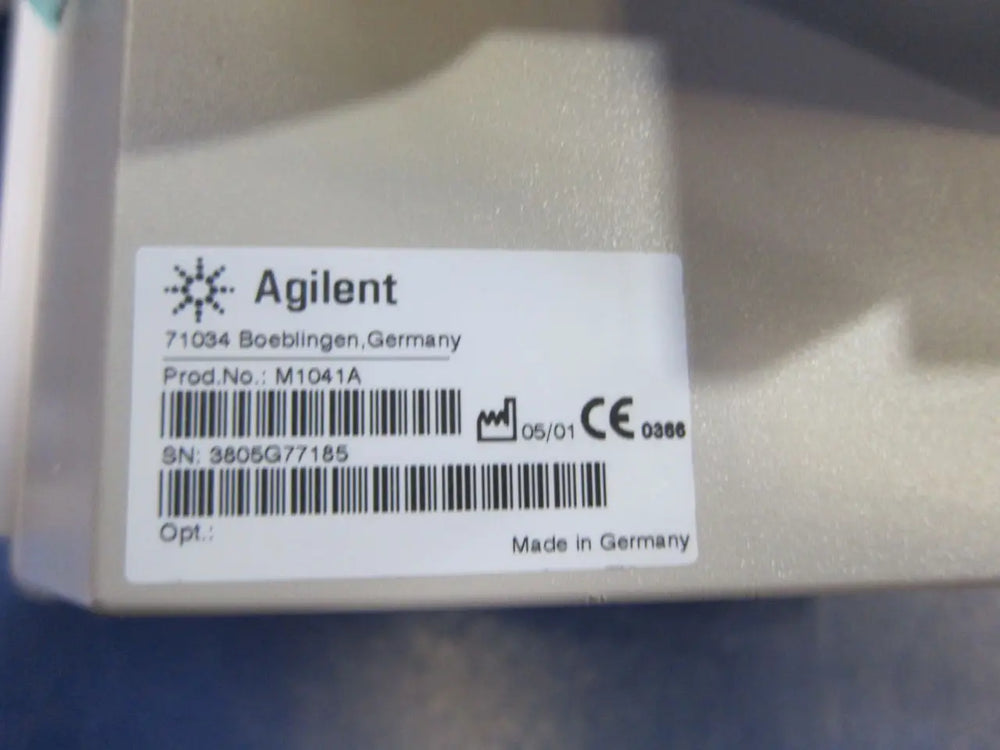 Agilent
71034 Boeblingen,Germany
Prod.No.: M1041A
05/01 CE 0366
SN: 3805G77185
Opt.:
Made in Germany